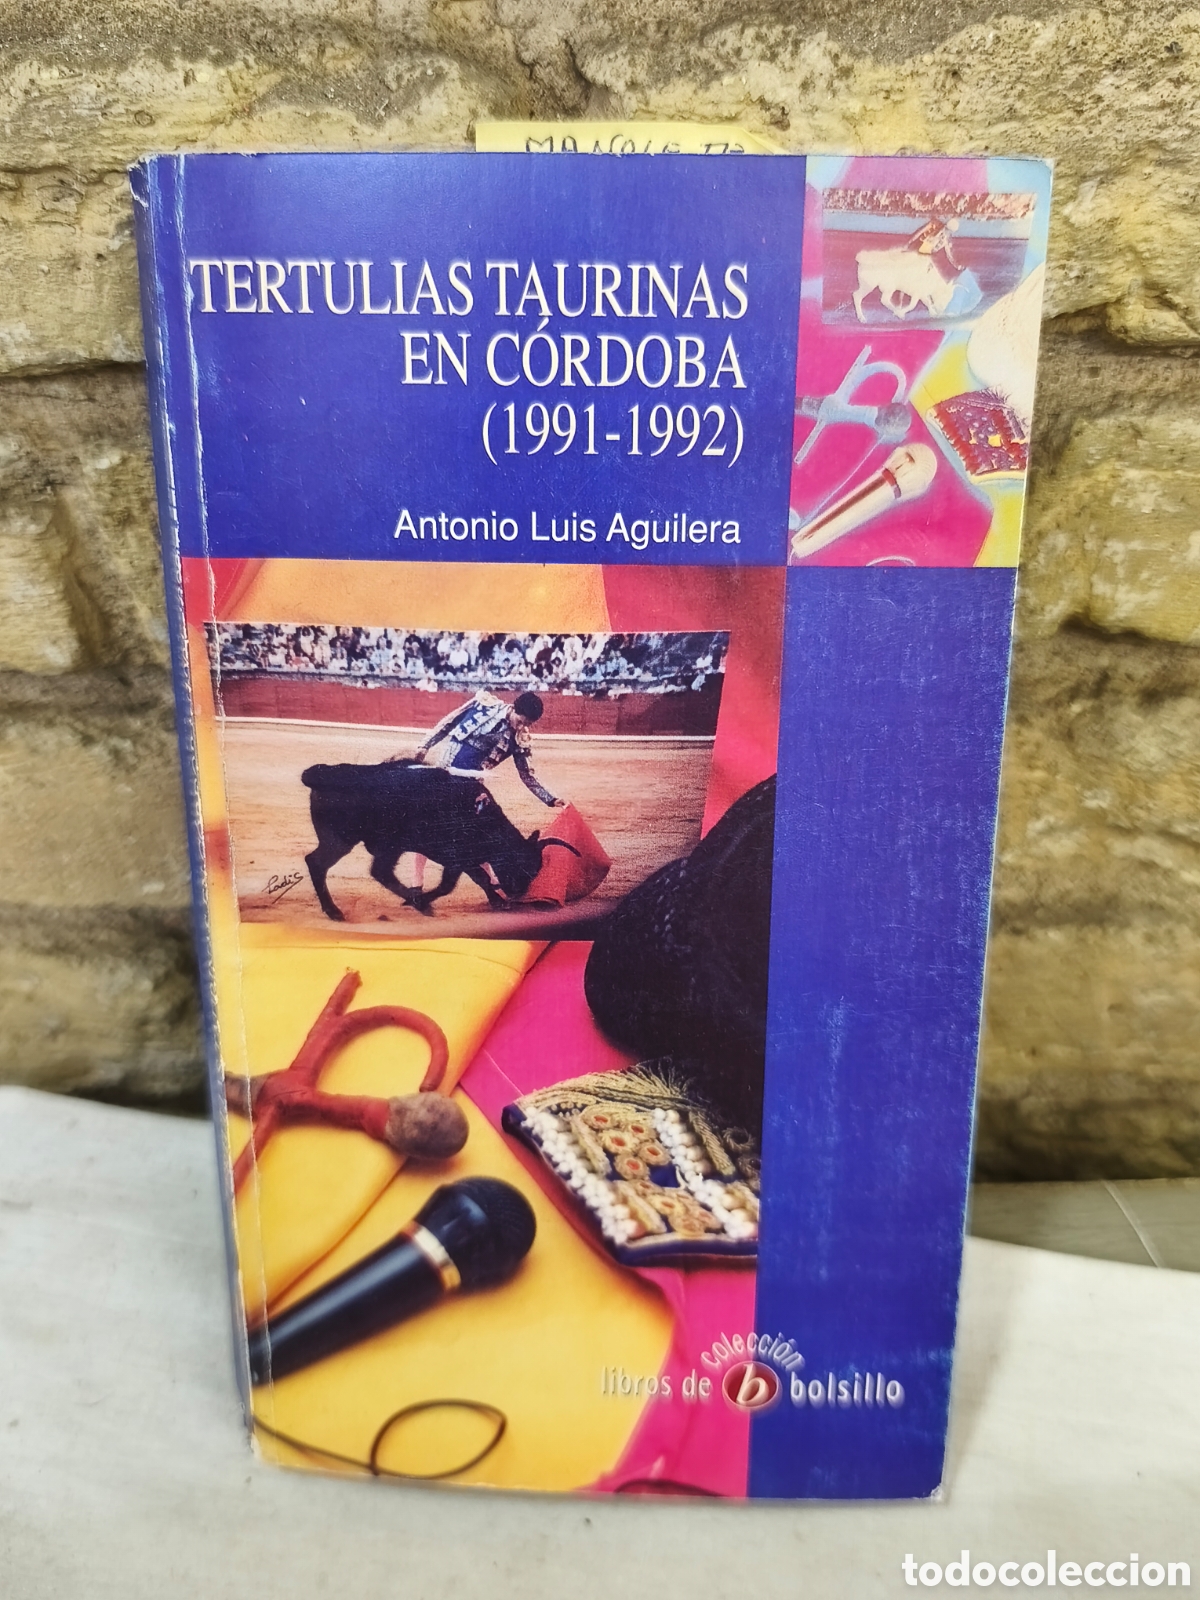 TERTULIAS TAURINAS
EN CÓRDOBA
(1991-1992)
Antonio Luis Aguilera
colección
libros de b bolsillo
todocoleccion